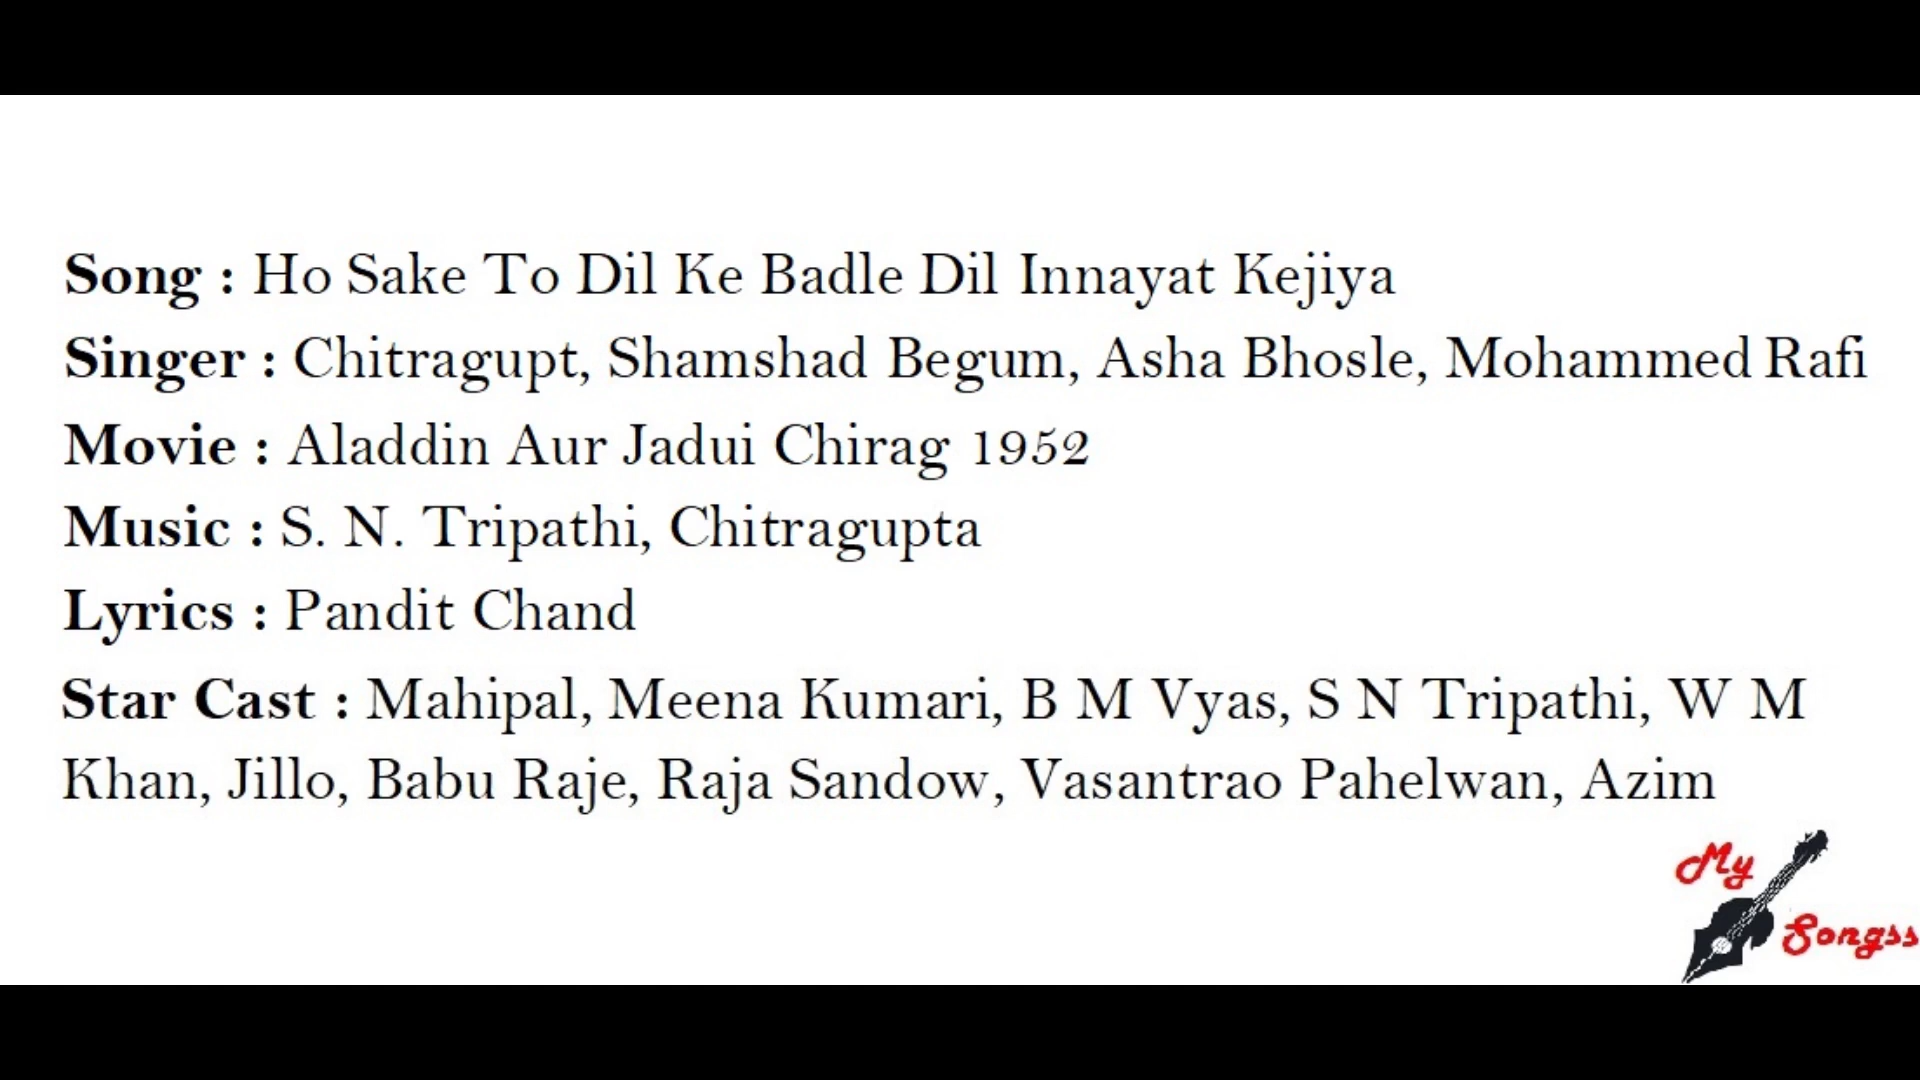 Song : Ho Sake To Dil Ke Badle Dil Innayat Kejiya
Singer : Chitragupt, Shamshad Begum, Asha Bhosle, Mohammed Rafi
Movie : Aladdin Aur Jadui Chirag 1952
Music : S. N. Tripathi, Chitragupta
Lyrics : Pandit Chand
Star Cast : Mahipal, Meena Kumari, B M Vyas, S N Tripathi, W M
Khan, Jillo, Babu Raje, Raja Sandow, Vasantrao Pahelwan, Azim
My
Songss